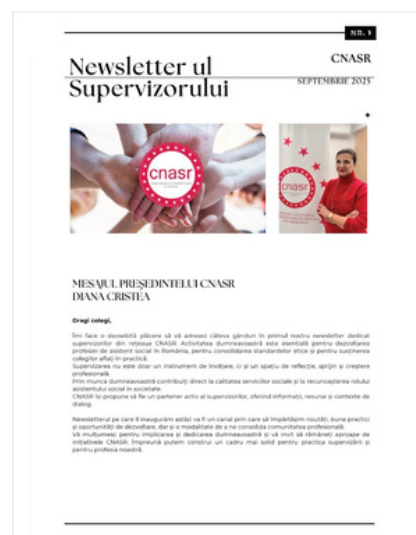 NR. 1
Newsletter ul
Supervizorului
CNASR
SEPTEMBRIE 2025
cnasr
cnasr
MESAJUL PREȘEDINTELUI CNASR
DIANA CRISTEA
Dragi colegi,
Îmi face o deosebită plăcere să vă adresez câteva gânduri în primul nostru newsletter dedicat
supervizorilor din rețeaua CNASR. Activitatea dumneavoastră este esențială pentru dezvoltarea
profesiei de asistent social în România, pentru consolidarea standardelor etice și pentru susținerea
colegilor aflați în practică.
Supervizarea nu este doar un instrument de învățare, ci și un spațiu de reflecție, sprijin și creștere
profesională.
Prin munca dumneavoastră contribuiți direct la calitatea serviciilor sociale și la recunoașterea rolului
asistentului social în societate.
CNASR își propune să fie un partener activ al supervizorilor, oferind informații, resurse și contexte de
dialog.
Newsletterul pe care îl inaugurăm astăzi va fi un canal prin care să împărtășim noutăți, bune practici
și oportunități de dezvoltare, dar și o modalitate de a ne consolida comunitatea profesională.
Vă mulțumesc pentru implicarea și dedicarea dumneavoastră și vă invit să rămâneți aproape de
inițiativele CNASR. Împreună putem construi un cadru mai solid pentru practica supervizării și
pentru profesia noastră.